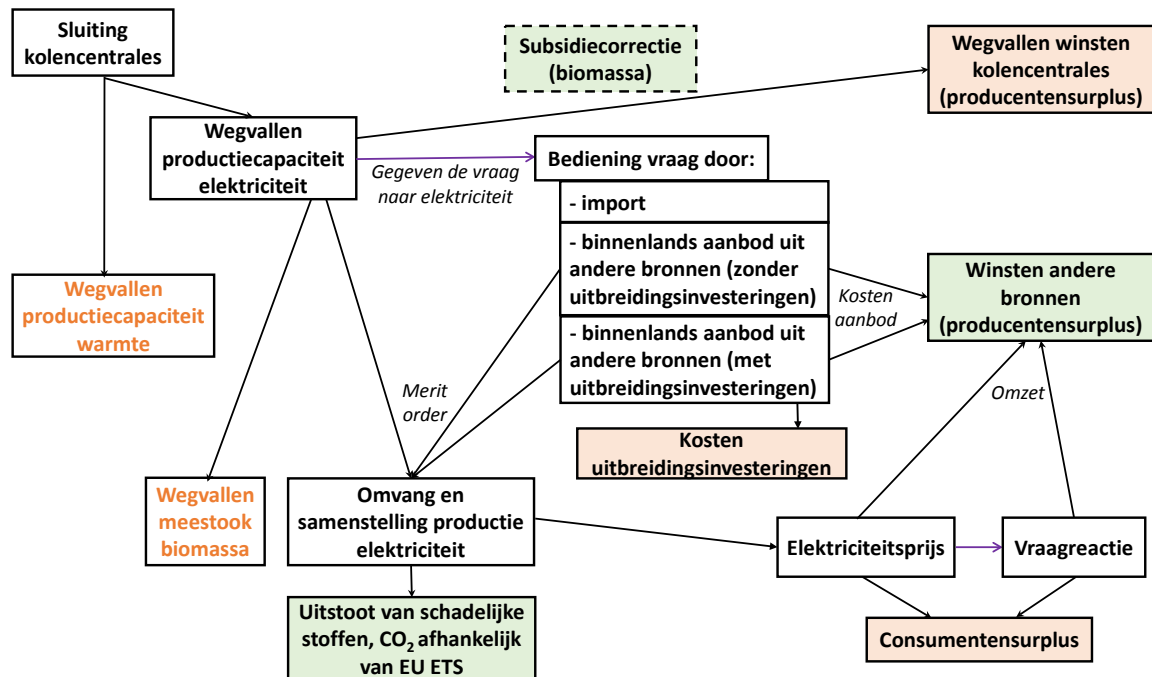 Sluiting
kolencentrales
Subsidiecorrectie
(biomassa)
Wegvallen winsten
kolencentrales
(producentensurplus)
Wegvallen
productiecapaciteit
elektriciteit
Gegeven de vraag
naar elektriciteit
Bediening vraag door:
- import
- binnenlands aanbod uit
andere bronnen (zonder
uitbreidingsinvesteringen)
- binnenlands aanbod uit
andere bronnen (met
uitbreidingsinvesteringen)
Kosten
aanbod
Winsten andere
bronnen
(producentensurplus)
Wegvallen
productiecapaciteit
warmte
Merit
order
Omzet
Kosten
uitbreidingsinvesteringen
Wegvallen
meestook
biomassa
Omvang en
samenstelling productie
elektriciteit
Elektriciteitsprijs
Vraagreactie
Uitstoot van schadelijke
stoffen, CO₂ afhankelijk
van EU ETS
Consumentensurplus